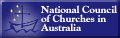 National Council
of Churches in
Australia